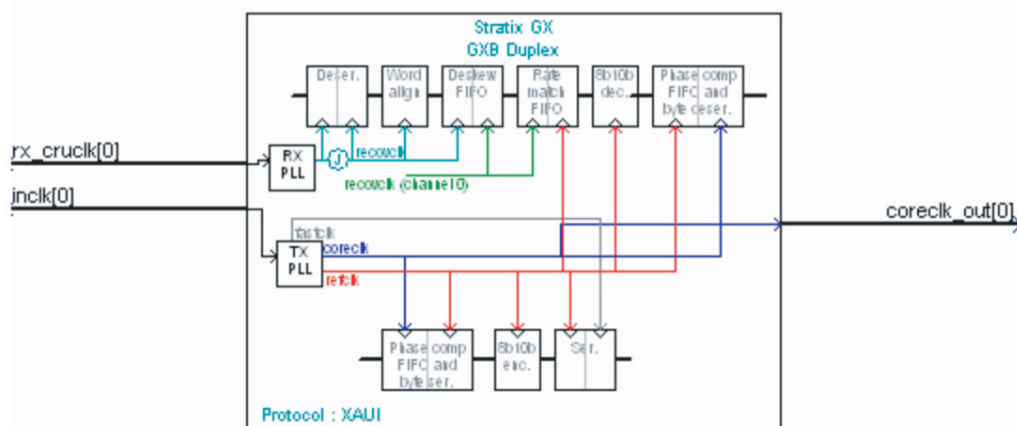 Stratix GX
GXB Duplex
Deser.
Word
align
Deskew
FIFO
Rate
match
FIFO
8b10b
dec.
Phase comp
FIFO and
byte deser.
rx_cruclk[0]
RX
PLL
J
recovclk
recovclk (channel 0)
inclk[0]
coreclk_out[0]
fastclk
TX
PLL
coreclk
refclk
Phase comp
FIFO and
byte ser.
8b10b
enc.
Ser.
Protocol : XAUI